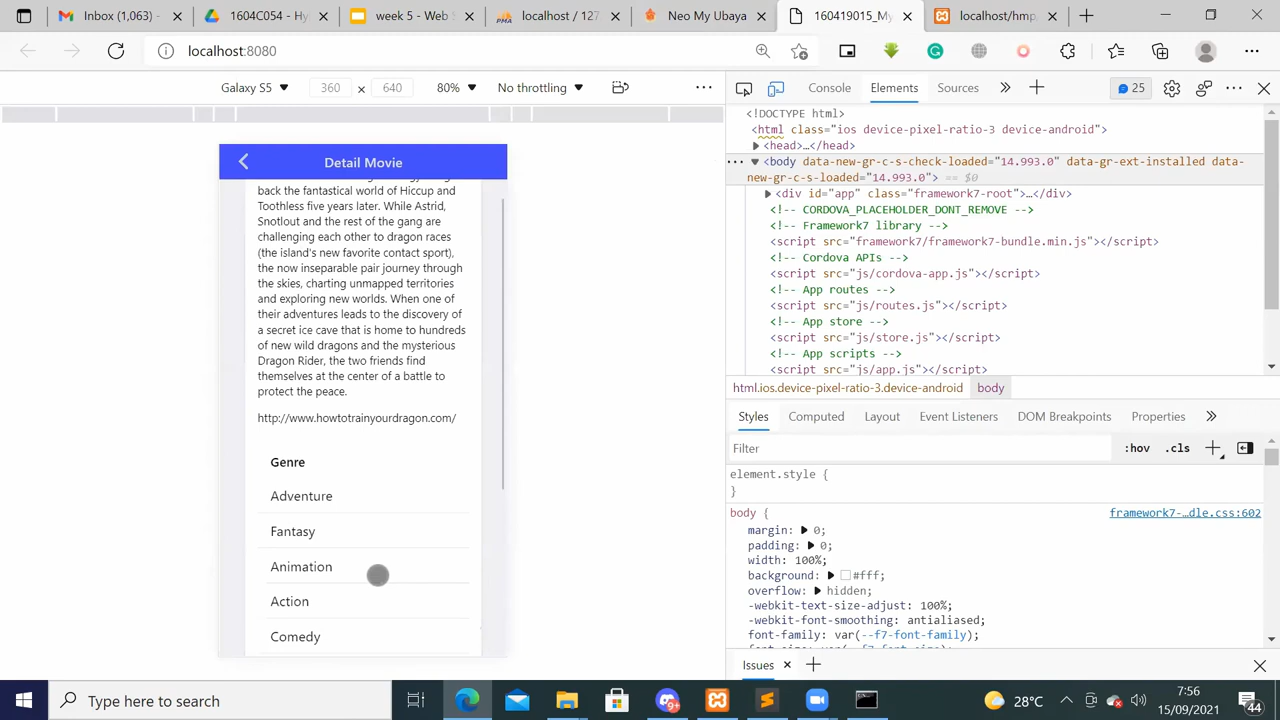 Inbox (1,063) -
1604C054 - Hy
week 5 - Web S
localhost / 127
Neo My Ubaya
160419015_My
localhost/hmp
localhost:8080
Galaxy S5
360
x
640
80%
No throttling
Console
Elements
Sources
25
Detail Movie
back the fantastical world of Hiccup and
Toothless five years later. While Astrid,
Snotlout and the rest of the gang are
challenging each other to dragon races
(the island's new favorite contact sport),
the now inseparable pair journey through
the skies, charting unmapped territories
and exploring new worlds. When one of
their adventures leads to the discovery of
a secret ice cave that is home to hundreds
of new wild dragons and the mysterious
Dragon Rider, the two friends find
themselves at the center of a battle to
protect the peace.
http://www.howtotrainyourdragon.com/
Genre
Adventure
Fantasy
Animation
Action
Comedy
<!DOCTYPE html>
<html class="ios device-pixel-ratio-3 device-android">
<head>…</head>
<body data-new-gr-c-s-check-loaded="14.993.0" data-gr-ext-installed data-
new-gr-c-s-loaded="14.993.0"> == $0
<div id="app" class="framework7-root">…</div>
<!-- CORDOVA_PLACEHOLDER_DONT_REMOVE -->
<!-- Framework7 library -->
<script src="framework7/framework7-bundle.min.js"></script>
<!-- Cordova APIs -->
<script src="js/cordova-app.js"></script>
<!-- App routes -->
<script src="js/routes.js"></script>
<!-- App store -->
<script src="js/store.js"></script>
<!-- App scripts -->
<script src="js/app.js"></script>
html.ios.device-pixel-ratio-3.device-android
body
Styles
Computed
Layout
Event Listeners
DOM Breakpoints
Properties
Filter
:hov
.cls
element.style {
}
body {
framework7-…dle.css:602
margin: 0;
padding: 0;
width: 100%;
background: #fff;
overflow: hidden;
-webkit-text-size-adjust: 100%;
-webkit-font-smoothing: antialiased;
font-family: var(--f7-font-family);
Issues
Type here to search
28°C
7:56
15/09/2021
44